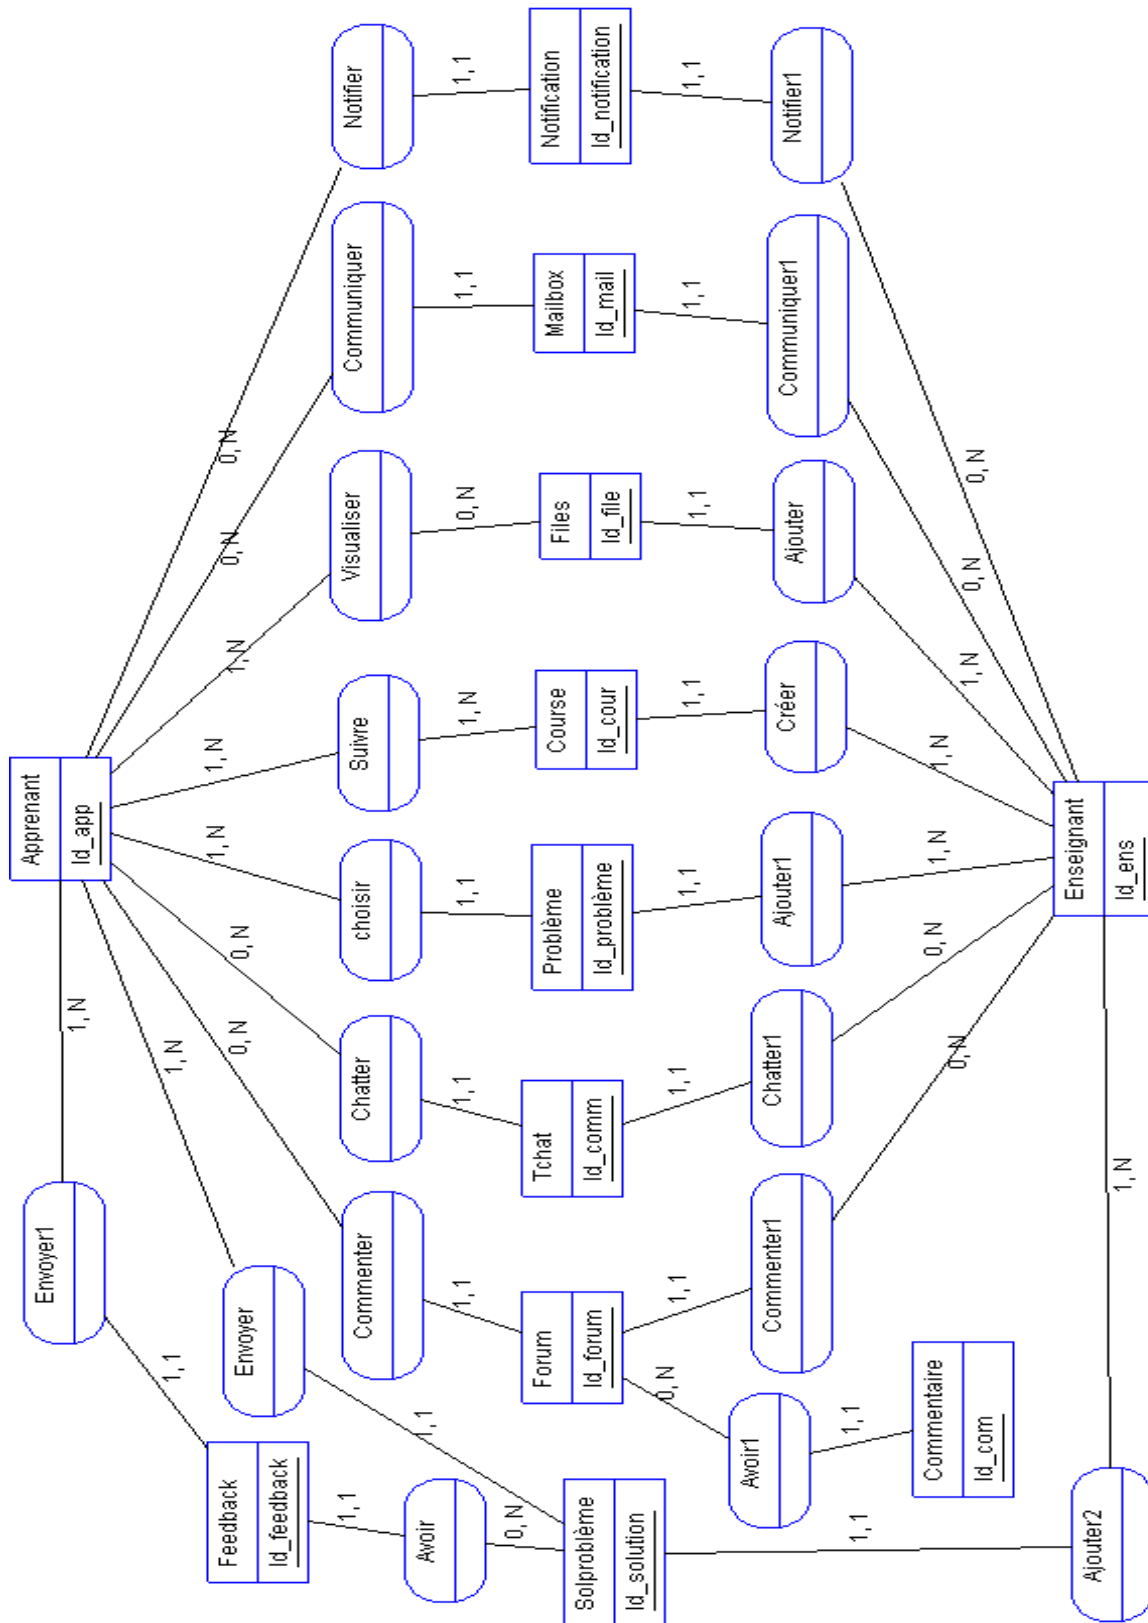 Envoyer1
Apprenant
Id_app
1, N
1, 1
1, N
Feedback
Id_feedback
Envoyer
0, N
0, N
1, N
1, N
1, N
0, N
0, N
Commenter
Chatter
choisir
Suivre
Visualiser
Communiquer
Notifier
1, 1
Avoir
1, 1
1, 1
1, 1
1, 1
1, N
0, N
1, 1
1, 1
0, N
Solproblème
Id_solution
Forum
Id_forum
Tchat
Id_comm
Problème
Id_problème
Course
Id_cour
Files
Id_file
Mailbox
Id_mail
Notification
Id_notification
0, N
1, 1
1, 1
1, 1
1, 1
1, 1
1, 1
1, 1
Avoir1
Commenter1
Chatter1
Ajouter1
Créer
Ajouter
Communiquer1
Notifier1
1, 1
1, 1
Commentaire
Id_com
0, N
0, N
1, N
1, N
1, N
0, N
0, N
Ajouter2
1, N
Enseignant
Id_ens